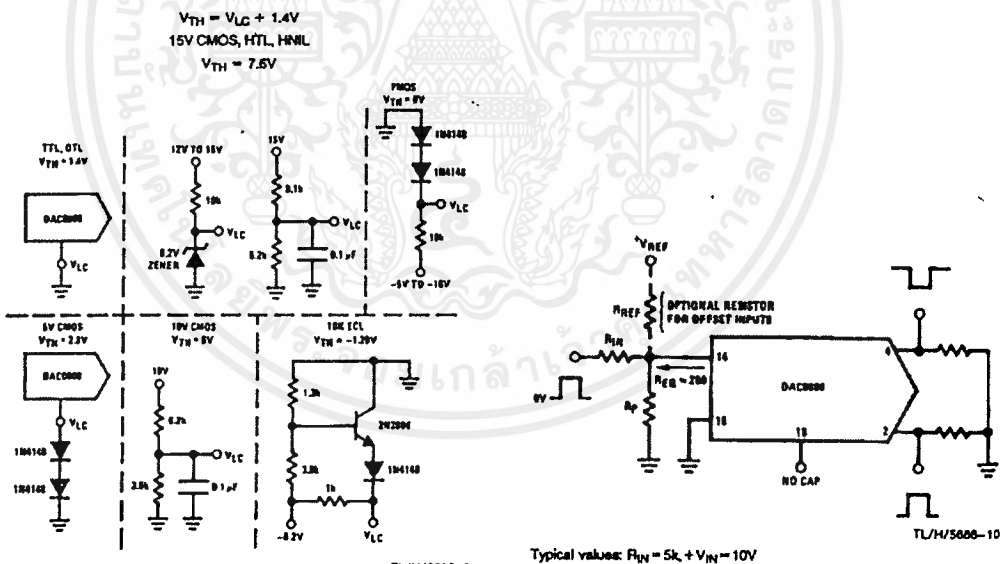 VTH = VLC + 1.4V
15V CMOS, HTL, HNIL
VTH = 7.6V
PMOS
VTH = 0V
1N4148
1N4148
VLC
10k
-5V TO -15V
TTL, DTL
VTH = 1.4V
DAC0800
VLC
12V TO 15V
10k
VLC
6.2V
ZENER
15V
9.1k
VLC
6.2k
0.1 μF
5V CMOS
VTH = 2.8V
DAC0800
VLC
1N4148
1N4148
10V CMOS
VTH = 5V
10V
6.2k
VLC
3.6k
0.1 μF
10K ECL
VTH = -1.29V
1.3k
1N4148
1k
-5.2V
VLC
+VREF
RREF
OPTIONAL RESISTOR
FOR OFFSET INPUTS
RIN
0V
REQ = 200
RP
14
15
DAC0800
16
4
2
NO CAP
TL/H/5686-10
Typical values: RIN = 5k, + VIN = 10V